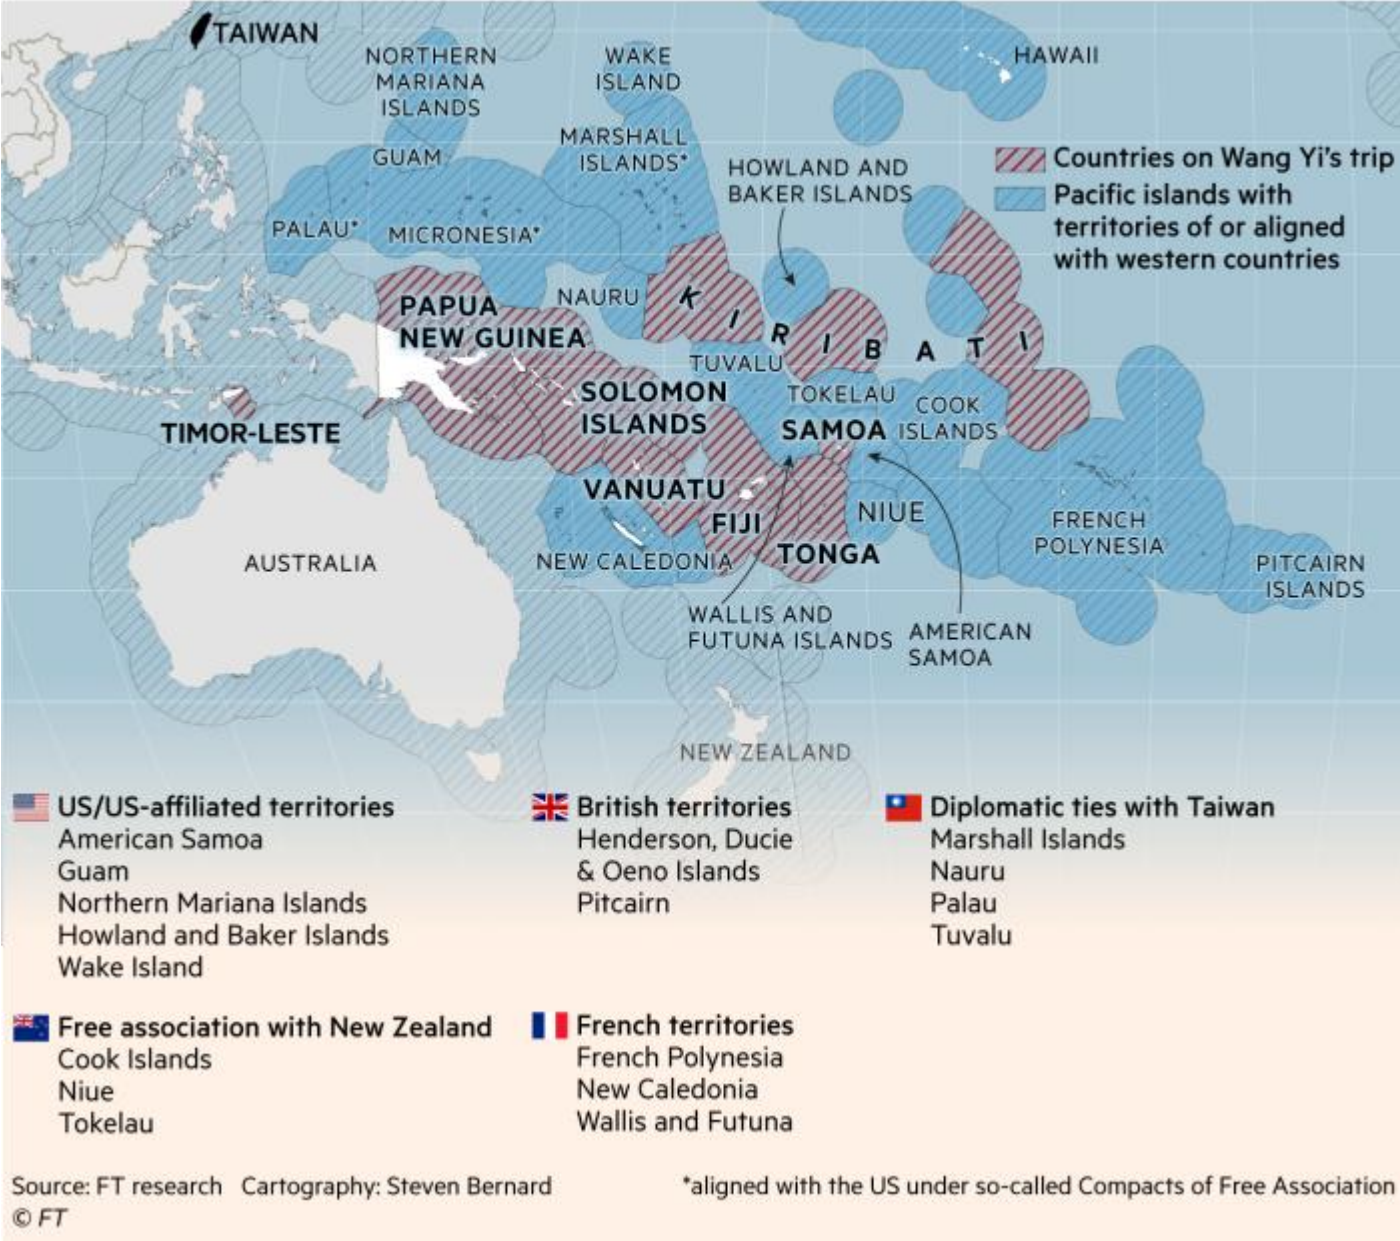 TAIWAN
NORTHERN
MARIANA
ISLANDS
WAKE
ISLAND
HAWAII
GUAM
MARSHALL
ISLANDS*
HOWLAND AND
BAKER ISLANDS
Countries on Wang Yi's trip
Pacific islands with
territories of or aligned
with western countries
PALAU*
MICRONESIA*
PAPUA
NEW GUINEA
NAURU
KIRIBATI
TUVALU
SOLOMON
ISLANDS
TOKELAU
COOK
ISLANDS
TIMOR-LESTE
SAMOA
VANUATU
FIJI
NIUE
FRENCH
POLYNESIA
TONGA
AUSTRALIA
NEW CALEDONIA
PITCAIRN
ISLANDS
WALLIS AND
FUTUNA ISLANDS
AMERICAN
SAMOA
NEW ZEALAND
US/US-affiliated territories
American Samoa
Guam
Northern Mariana Islands
Howland and Baker Islands
Wake Island
British territories
Henderson, Ducie
& Oeno Islands
Pitcairn
Diplomatic ties with Taiwan
Marshall Islands
Nauru
Palau
Tuvalu
Free association with New Zealand
Cook Islands
Niue
Tokelau
French territories
French Polynesia
New Caledonia
Wallis and Futuna
Source: FT research Cartography: Steven Bernard
*aligned with the US under so-called Compacts of Free Association
© FT